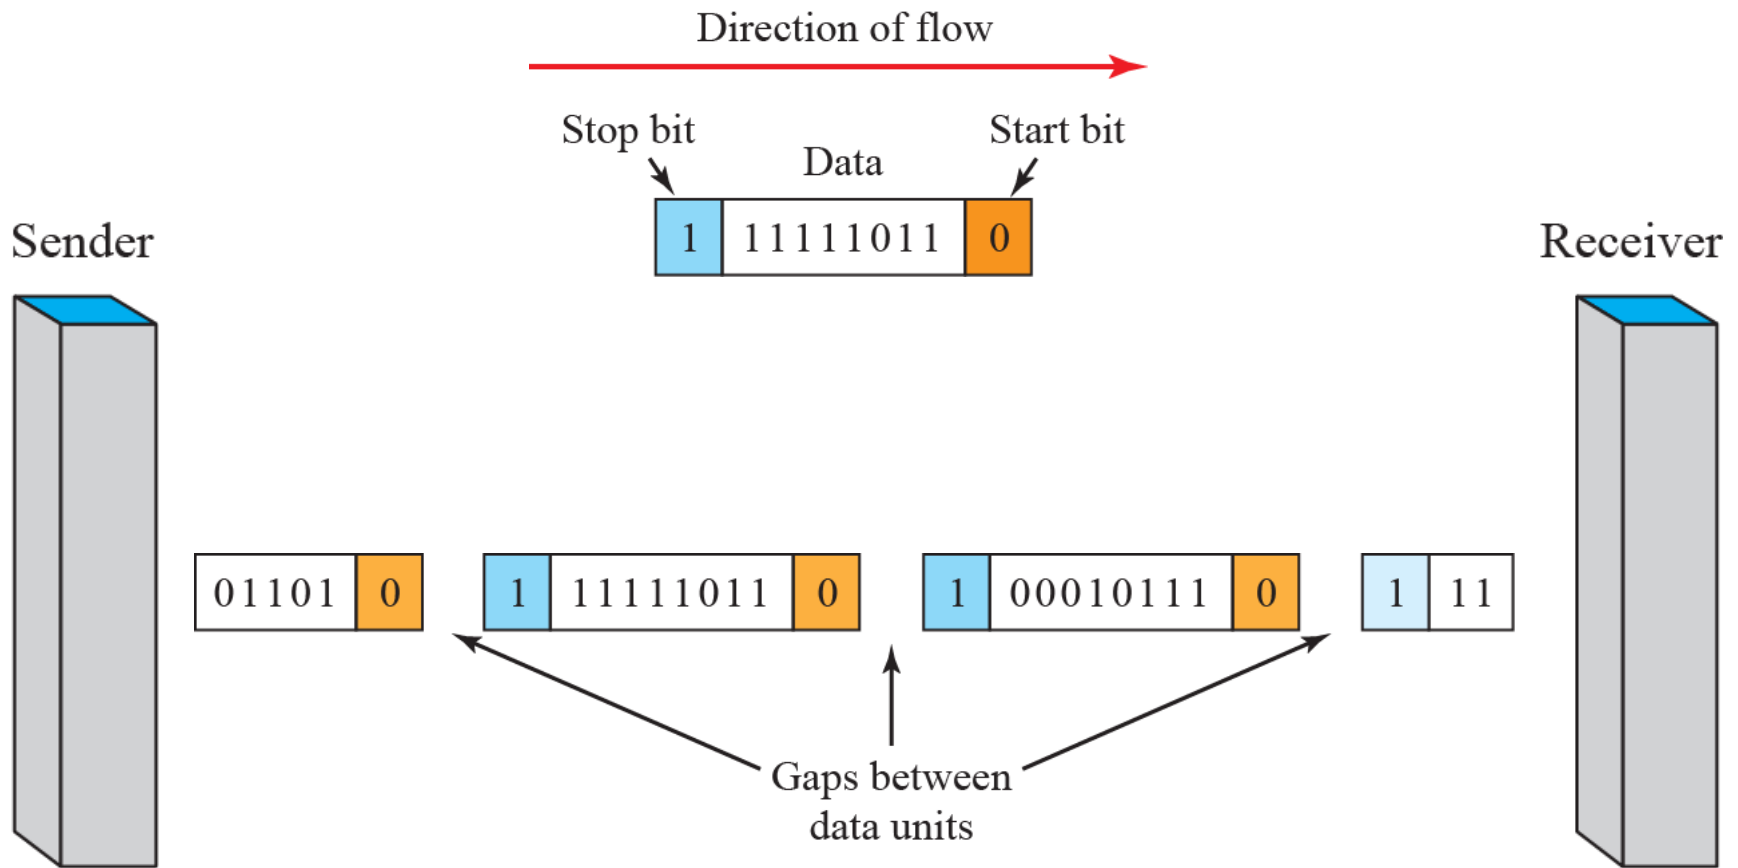 Direction of flow
Stop bit
Start bit
Data
1 11111011 0
Sender
Receiver
01101 0 1 11111011 0 1 00010111 0 1 11
Gaps between
data units